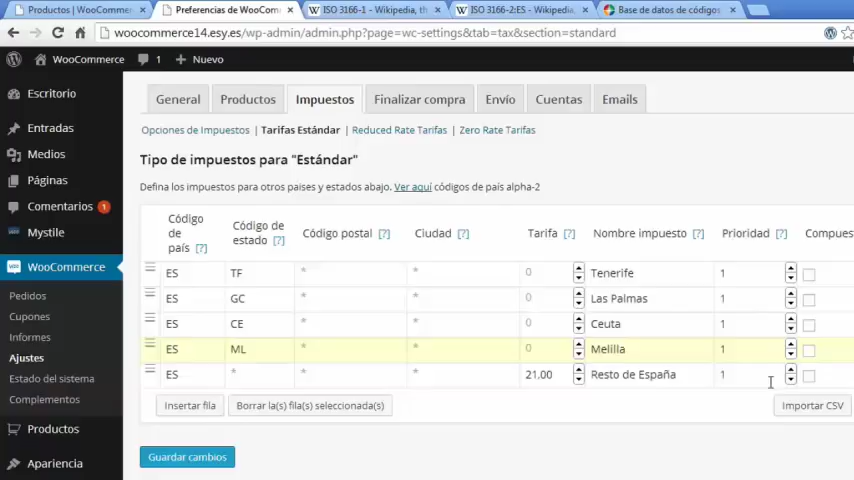 Productos | WooComme
Preferencias de WooComm
ISO 3166-1 - Wikipedia, th
ISO 3166-2:ES - Wikipedia,
Base de datos de códigos
woocommerce14.esy.es/wp-admin/admin.php?page=wc-settings&tab=tax&section=standard
WooCommerce 1 + Nuevo
Escritorio
Entradas
Medios
Páginas
Comentarios 1
Mystile
WooCommerce
Pedidos
Cupones
Informes
Ajustes
Estado del sistema
Complementos
Productos
Apariencia
General Productos Impuestos Finalizar compra Envío Cuentas Emails
Opciones de Impuestos | Tarifas Estándar | Reduced Rate Tarifas | Zero Rate Tarifas
Tipo de impuestos para "Estándar"
Defina los impuestos para otros paises y estados abajo. Ver aquí códigos de país alpha-2
Código de país [?] Código de estado [?] Código postal [?] Ciudad [?] Tarifa [?] Nombre impuesto [?] Prioridad [?] Compues
ES TF * * 0 Tenerife 1
ES GC * * 0 Las Palmas 1
ES CE * * 0 Ceuta 1
ES ML * * 0 Melilla 1
ES * * * 21.00 Resto de España 1
Insertar fila Borrar la(s) fila(s) seleccionada(s) Importar CSV
Guardar cambios